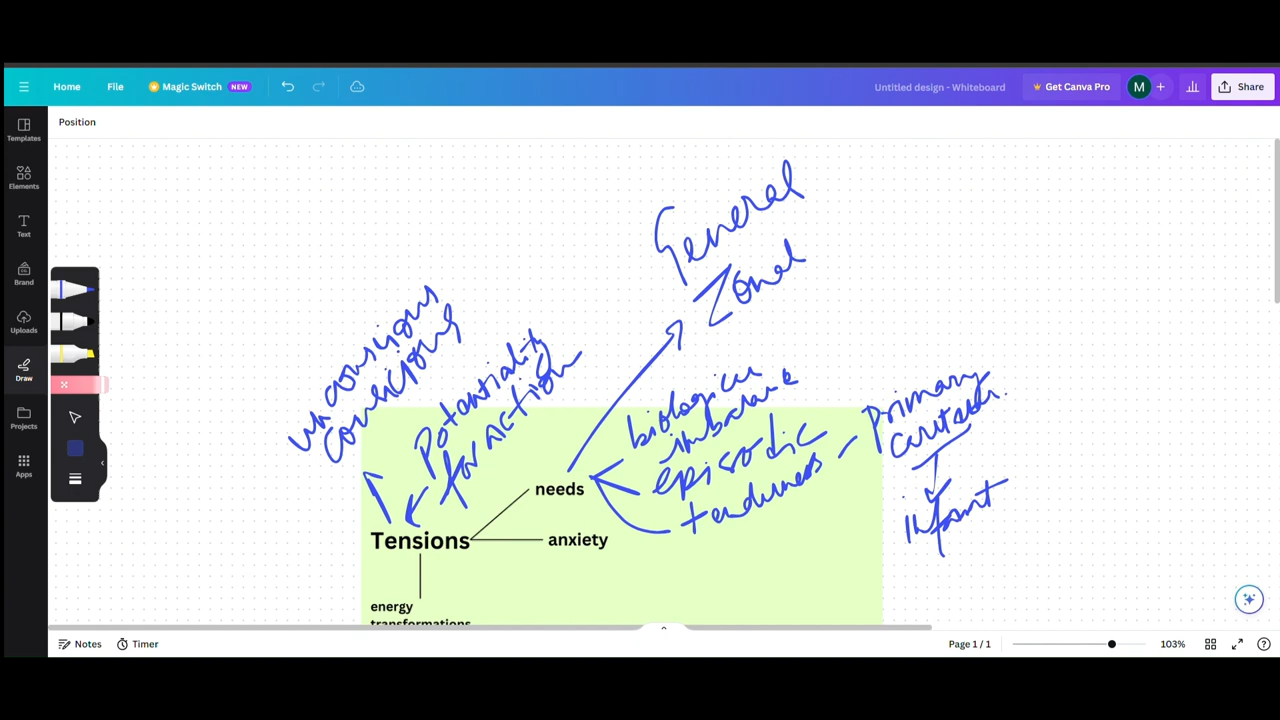 Home File Magic Switch NEW Untitled design - Whiteboard Get Canva Pro M + Share
Position
Templates
Elements
Text
Brand
Uploads
Draw
Projects
Apps
General
Zonal
unconscious
conscious
Potentiality
for action
biological
imbalance
episodic
tenderness - primary
caretaker
infant
needs
Tensions
anxiety
energy
transformations
Notes Timer Page 1 / 1 103%